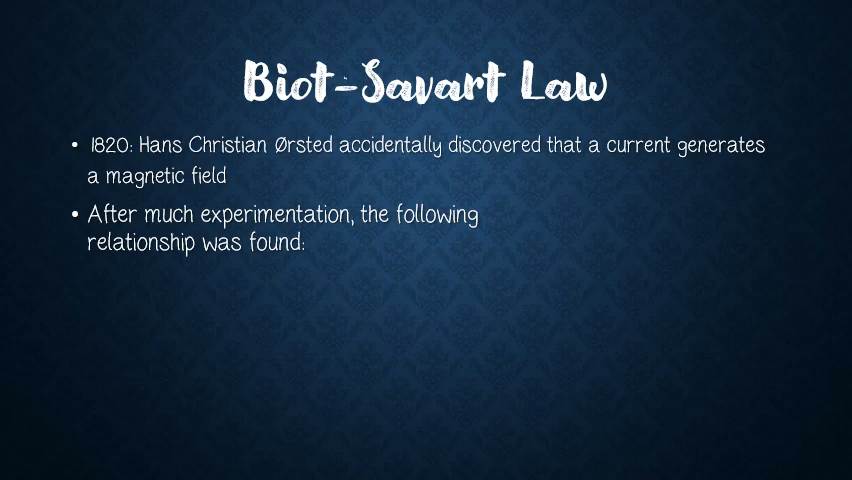 Biot-Savart Law
• 1820: Hans Christian Ørsted accidentally discovered that a current generates
a magnetic field
• After much experimentation, the following
relationship was found: